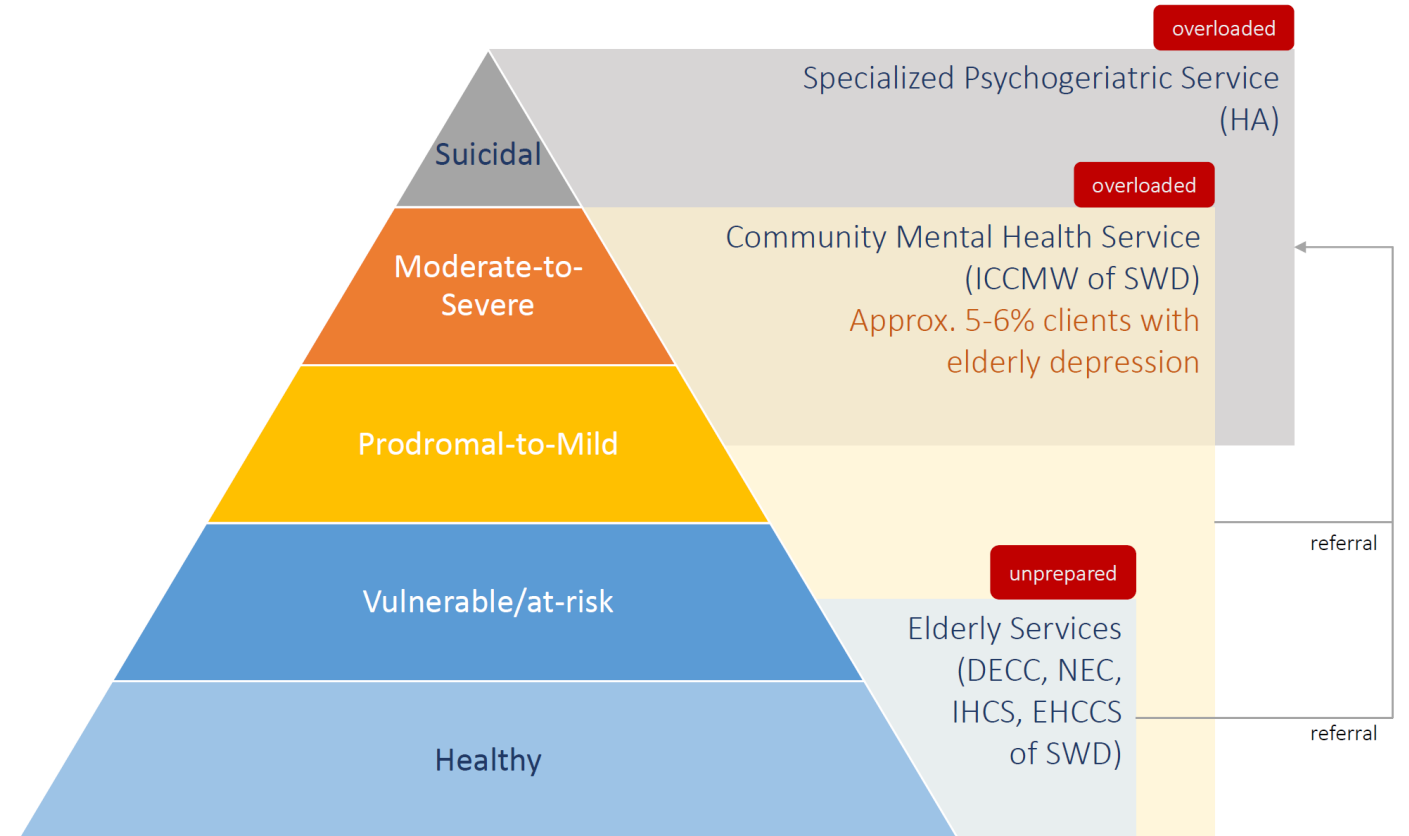 overloaded
Specialized Psychogeriatric Service
(HA)
Suicidal
overloaded
Community Mental Health Service
(ICCMW of SWD)
Approx. 5-6% clients with
elderly depression
Moderate-to-
Severe
Prodromal-to-Mild
referral
unprepared
Vulnerable/at-risk
Elderly Services
(DECC, NEC,
IHCS, EHCCS
of SWD)
referral
Healthy